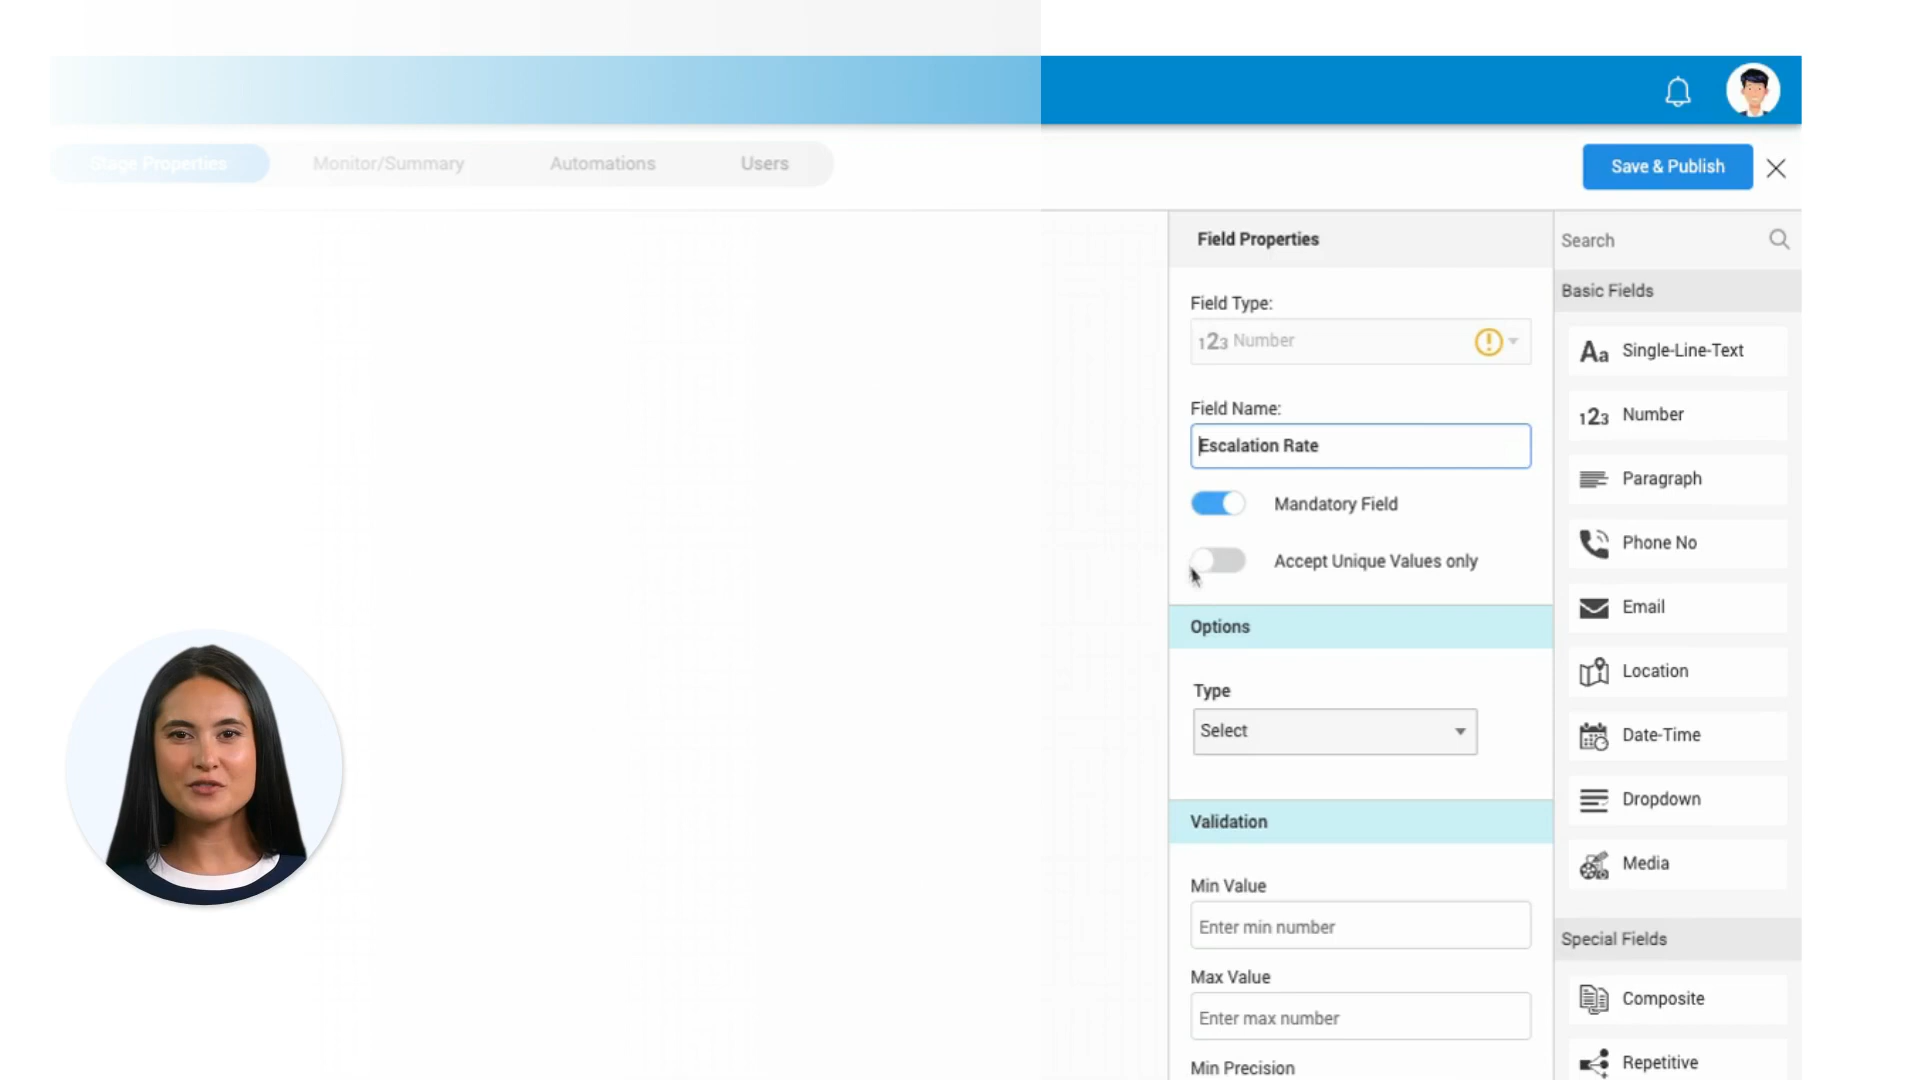 Stage Properties
Monitor/Summary
Automations
Users
Save & Publish
Field Properties
Field Type:
123 Number
Field Name:
Escalation Rate
Mandatory Field
Accept Unique Values only
Options
Type
Select
Validation
Min Value
Enter min number
Max Value
Enter max number
Min Precision
Search
Basic Fields
Aa Single-Line-Text
123 Number
Paragraph
Phone No
Email
Location
Date-Time
Dropdown
Media
Special Fields
Composite
Repetitive